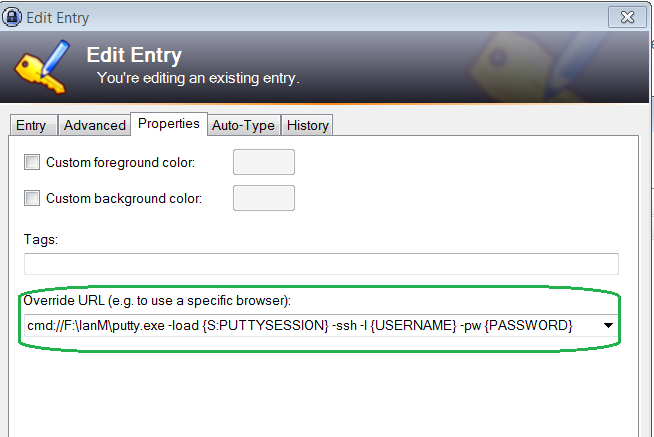 Edit Entry
Edit Entry
You're editing an existing entry.
Entry Advanced Properties Auto-Type History
Custom foreground color:
Custom background color:
Tags:
Override URL (e.g. to use a specific browser):
cmd://F:\IanM\putty.exe -load {S:PUTTYSESSION} -ssh -l {USERNAME} -pw {PASSWORD}